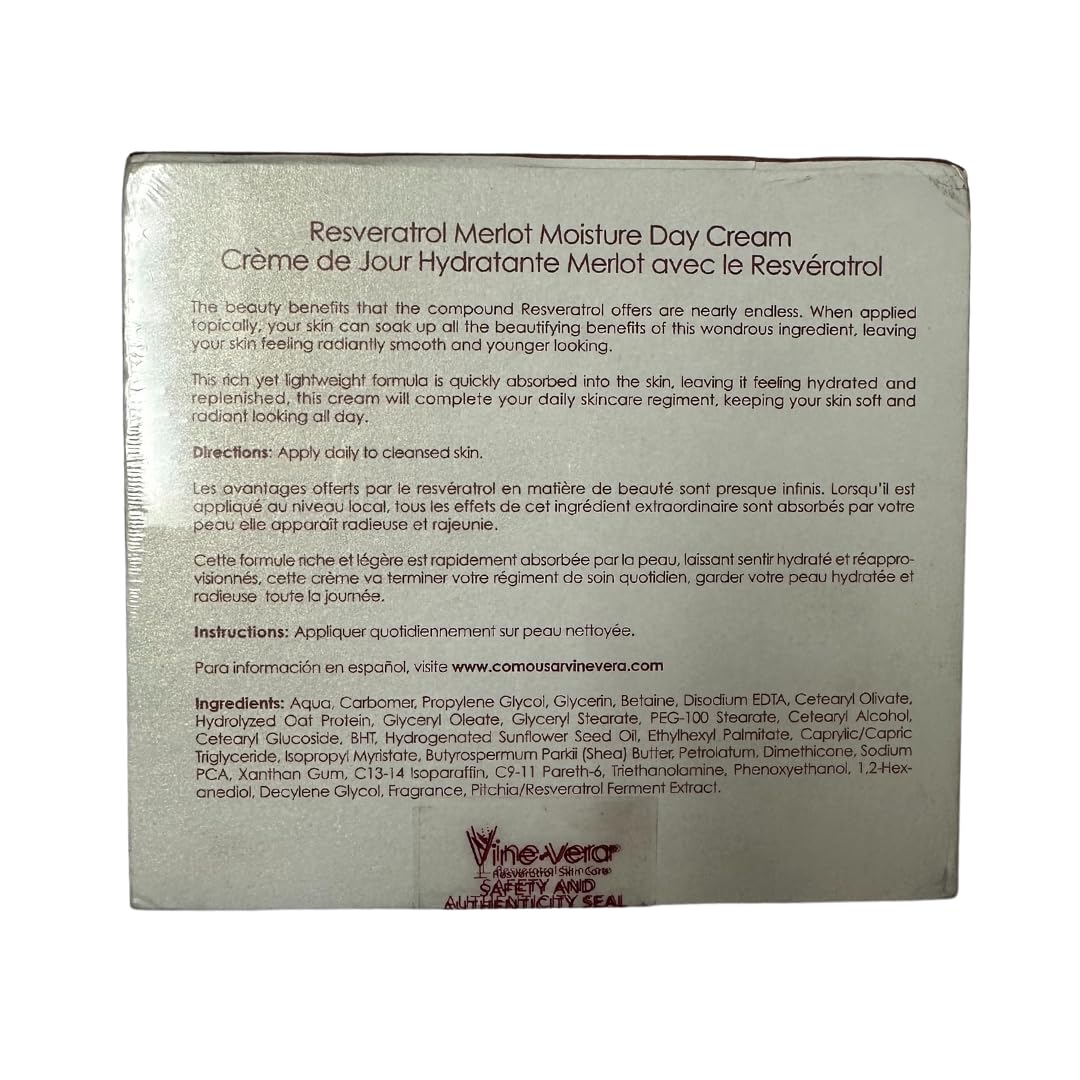 Resveratrol Merlot Moisture Day Cream
Crème de Jour Hydratante Merlot avec le Resvératrol
The beauty benefits that the compound Resveratrol offers are nearly endless. When applied
topically, your skin can soak up all the beautifying benefits of this wondrous ingredient, leaving
your skin feeling radiantly smooth and younger looking.
This rich yet lightweight formula is quickly absorbed into the skin, leaving it feeling hydrated and
replenished, this cream will complete your daily skincare regiment, keeping your skin soft and
radiant looking all day.
Directions: Apply daily to cleansed skin.
Les avantages offerts par le resvératrol en matière de beauté sont presque infinis. Lorsqu'il est
appliqué au niveau local, tous les effets de cet ingrédient extraordinaire sont absorbés par votre
peau elle apparaît radieuse et rajeunie.
Cette formule riche et légère est rapidement absorbée par la peau, laissant sentir hydraté et réappro-
visionnés, cette crème va terminer votre régiment de soin quotidien, garder votre peau hydratée et
radieuse toute la journée.
Instructions: Appliquer quotidiennement sur peau nettoyée.
Para información en español, visite www.comousarvinevera.com
Ingredients: Aqua, Carbomer, Propylene Glycol, Glycerin, Betaine, Disodium EDTA, Cetearyl Olivate,
Hydrolyzed Oat Protein, Glyceryl Oleate, Glyceryl Stearate, PEG-100 Stearate, Cetearyl Alcohol,
Cetearyl Glucoside, BHT, Hydrogenated Sunflower Seed Oil, Ethylhexyl Palmitate, Caprylic/Capric
Triglyceride, Isopropyl Myristate, Butyrospermum Parkii (Shea) Butter, Petrolatum, Dimethicone, Sodium
PCA, Xanthan Gum, C13-14 Isoparaffin, C9-11 Pareth-6, Triethanolamine, Phenoxyethanol, 1,2-Hex-
anediol, Decylene Glycol, Fragrance, Pitchia/Resveratrol Ferment Extract.
Vine vera
Resveratrol Skin Care
SAFETY AND
AUTHENTICITY SEAL